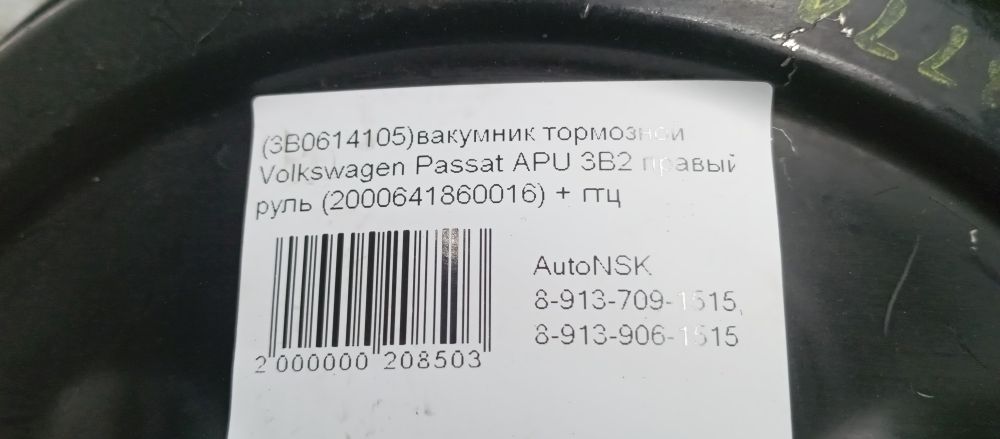 (3B0614105)вакумник тормозной
Volkswagen Passat APU 3B2 правый
руль (2000641860016) + гтц
AutoNSK
8-913-709-1515,
8-913-906-1515
2 000000 208503